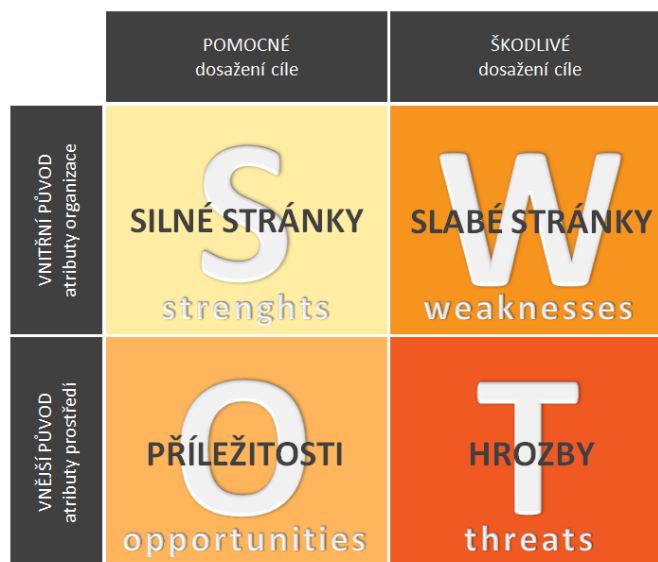 POMOCNÉ
dosažení cíle
ŠKODLIVÉ
dosažení cíle
VNITŘNÍ PŮVOD
atributy organizace
S
SILNÉ STRÁNKY
strenghts
W
SLABÉ STRÁNKY
weaknesses
VNĚJŠÍ PŮVOD
atributy prostředí
O
PŘÍLEŽITOSTI
opportunities
T
HROZBY
threats